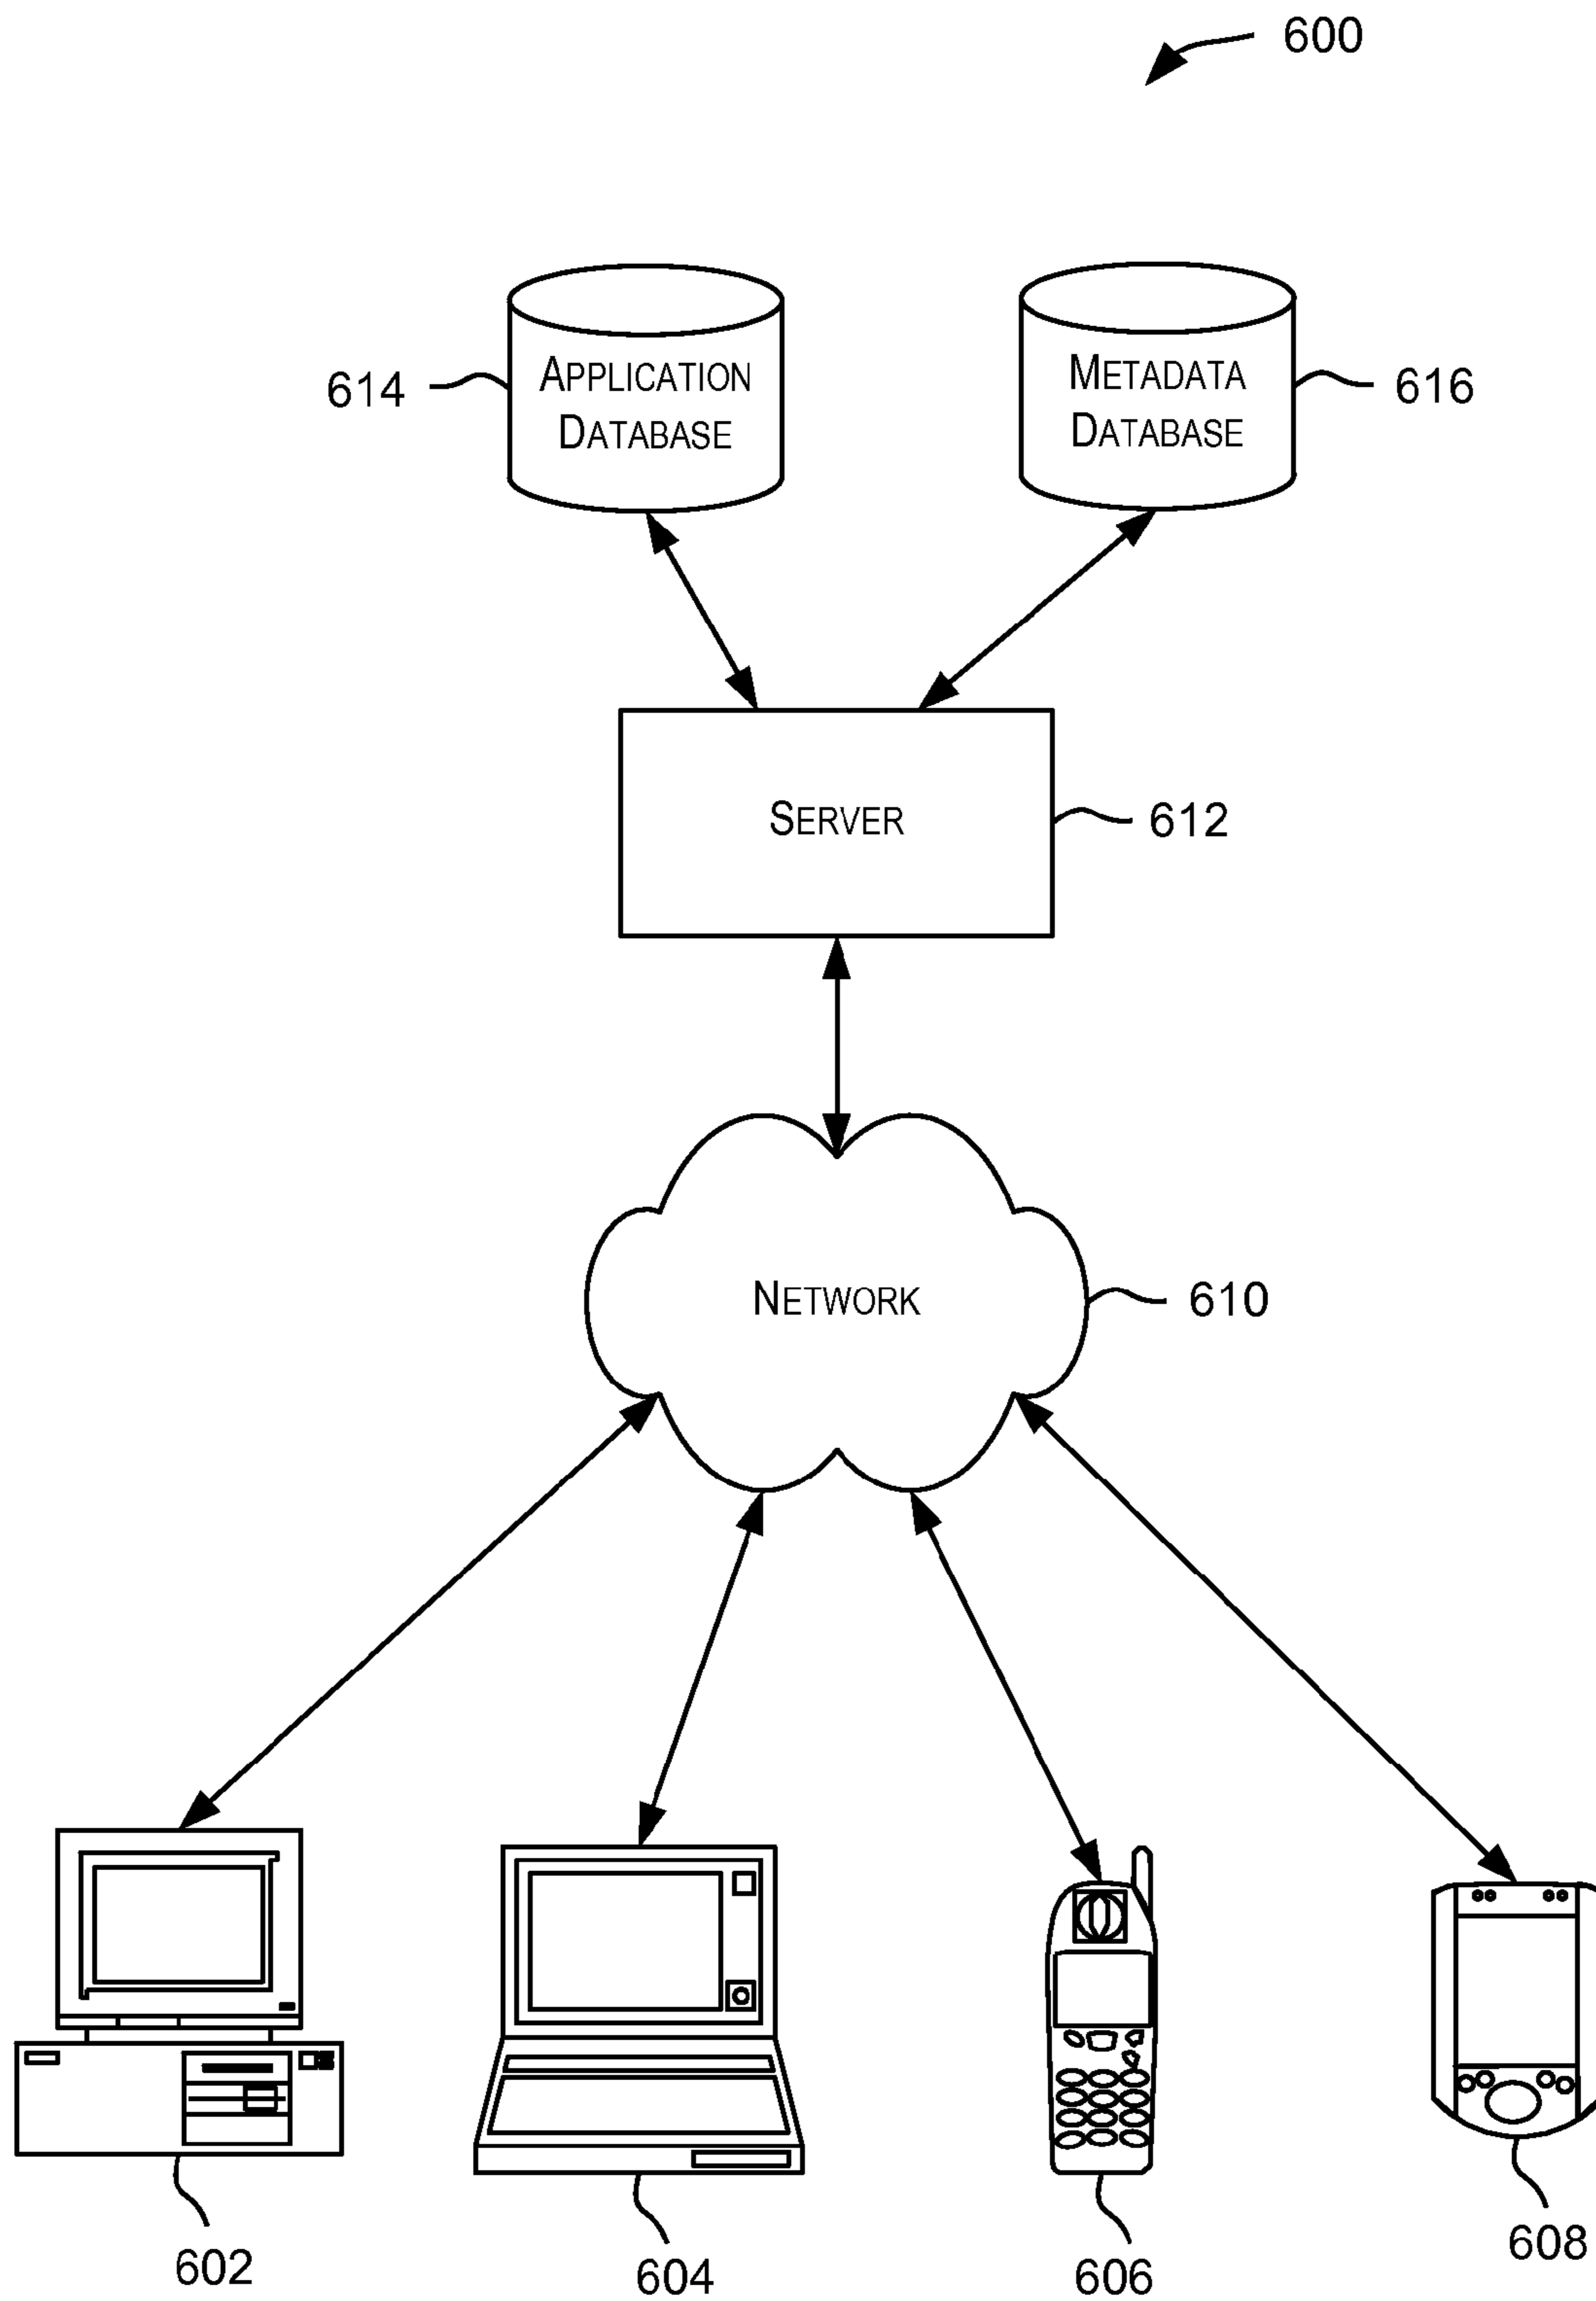 600
614
APPLICATION
DATABASE
METADATA
DATABASE
616
SERVER
612
NETWORK
610
602
604
606
608